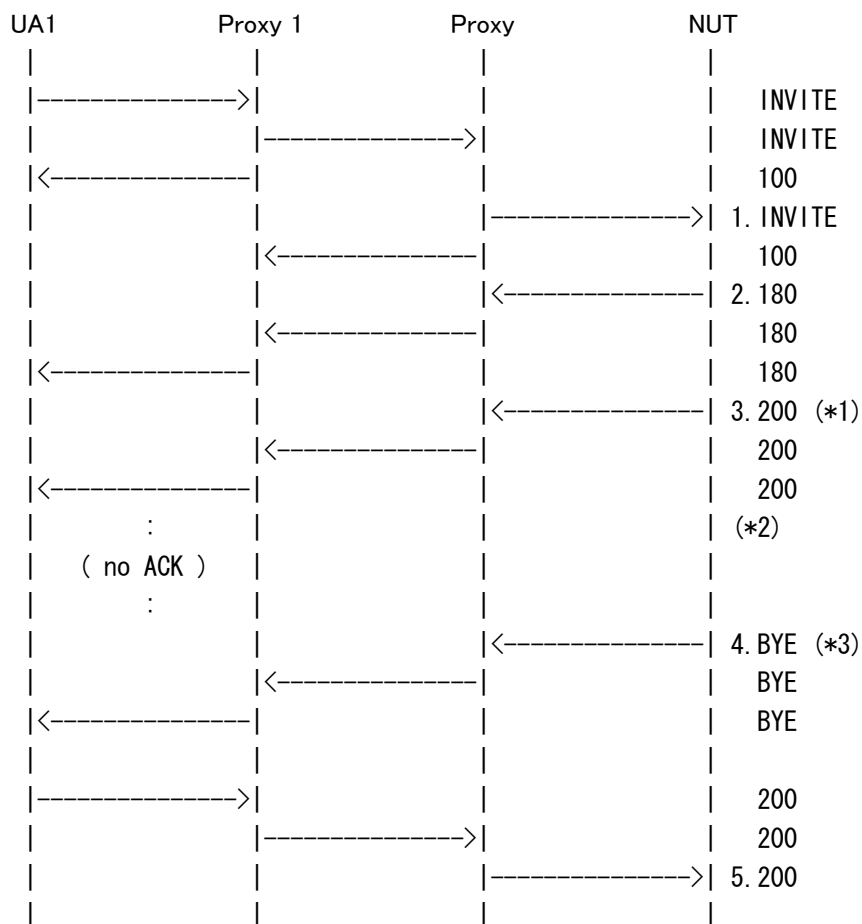 UA1 Proxy 1 Proxy NUT
INVITE
INVITE
100
1. INVITE
100
2. 180
180
180
3. 200 (*1)
200
200
: (*2)
( no ACK )
:
4. BYE (*3)
BYE
BYE
200
200
5. 200